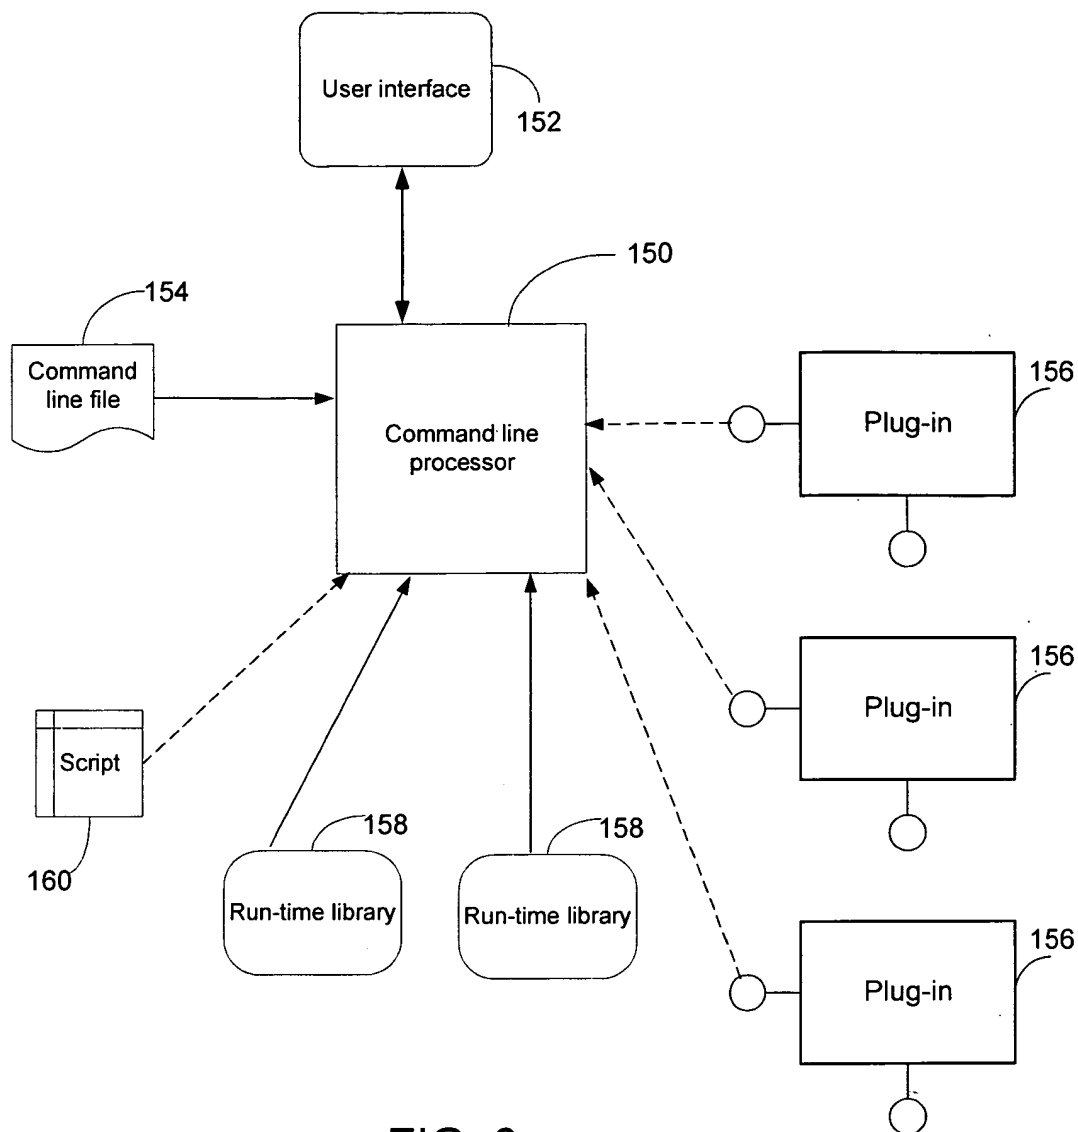 User interface
152
150
154
Command
line file
156
Plug-in
Command line
processor
156
Plug-in
Script
158
158
160
Run-time library
Run-time library
156
Plug-in